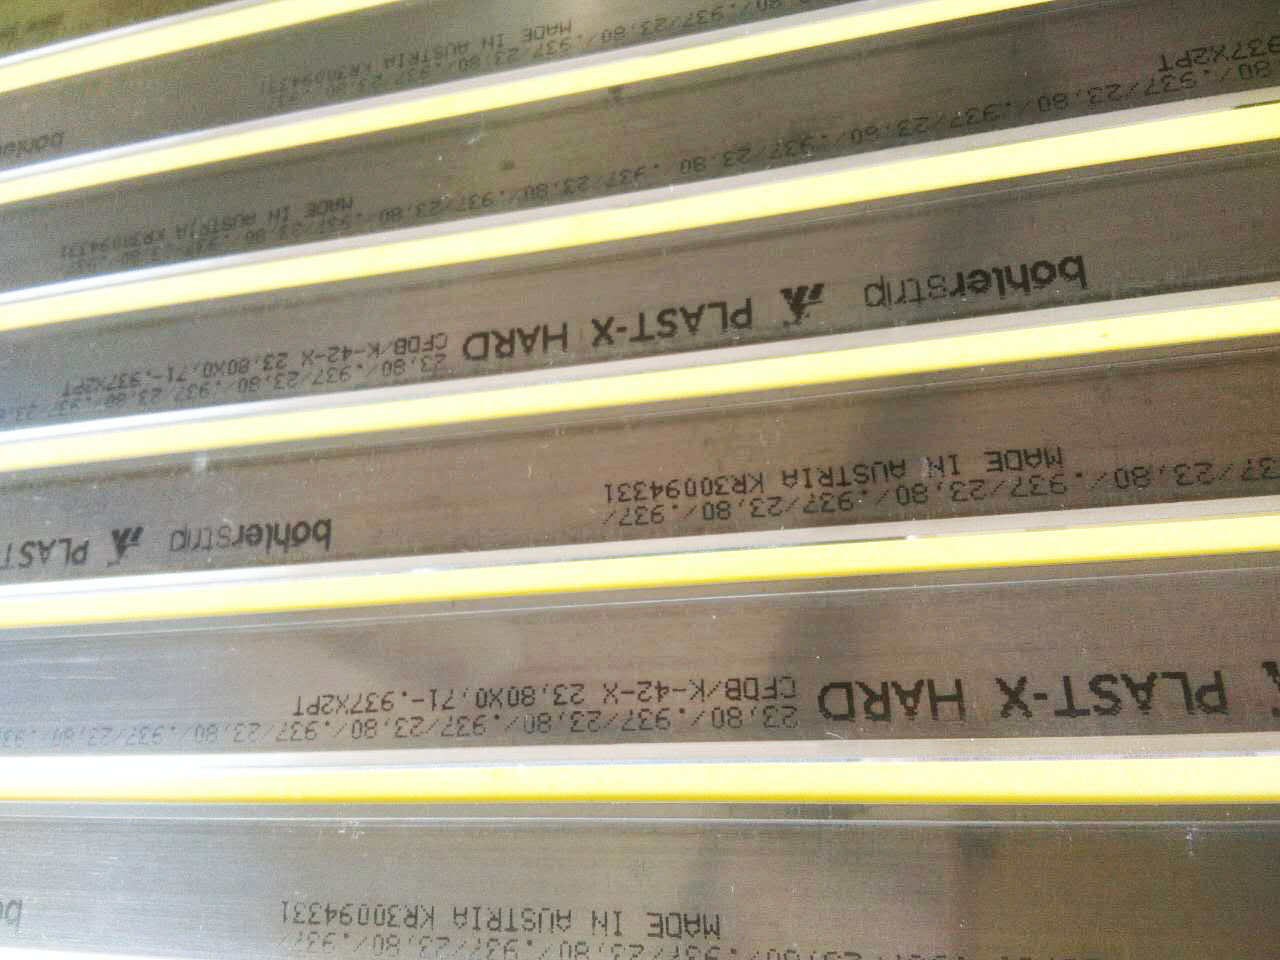 23,80/.937/23,80/.937/
MADE IN AUSTRIA KR30094331
PLAST-X HARD
23,80/.937/23,80/.937/23,80/.937/23,80/.937/23,80/.937
CFDB/K-42-X 23,80X0,71-.937X2PT
37/23,80/.937/23,80/.937/23,80/.937/
MADE IN AUSTRIA KR30094331
bohlerstrip PLAST
bohlerstrip PLAST-X HARD
23,80/.937/23,80/.937/23,80/.937/23,80/.937
CFDB/K-42-X 23,80X0,71-.937X2PT
80/.937/23,80/.937/23,80/.937/23,80/.937/23,80/.937/23,80/.937/23,80/.937
937X2PT
MADE IN AUSTRIA KR30094331
.937/23,80/.937/23,80/.937
MADE IN AUSTRIA KR30094331
bohler